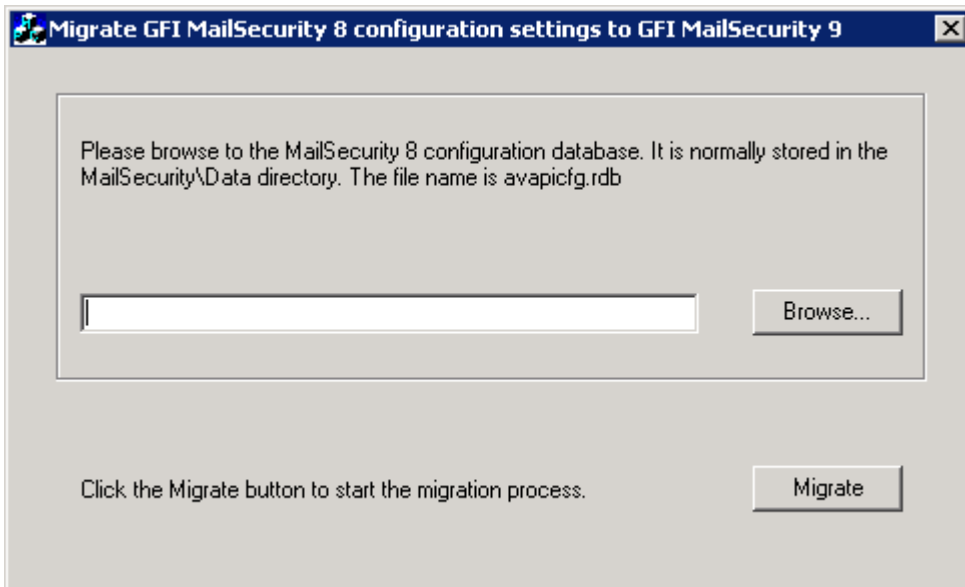 Migrate GFI MailSecurity 8 configuration settings to GFI MailSecurity 9
Please browse to the MailSecurity 8 configuration database. It is normally stored in the
MailSecurity\Data directory. The file name is avapicfg.rdb
Browse...
Click the Migrate button to start the migration process.
Migrate